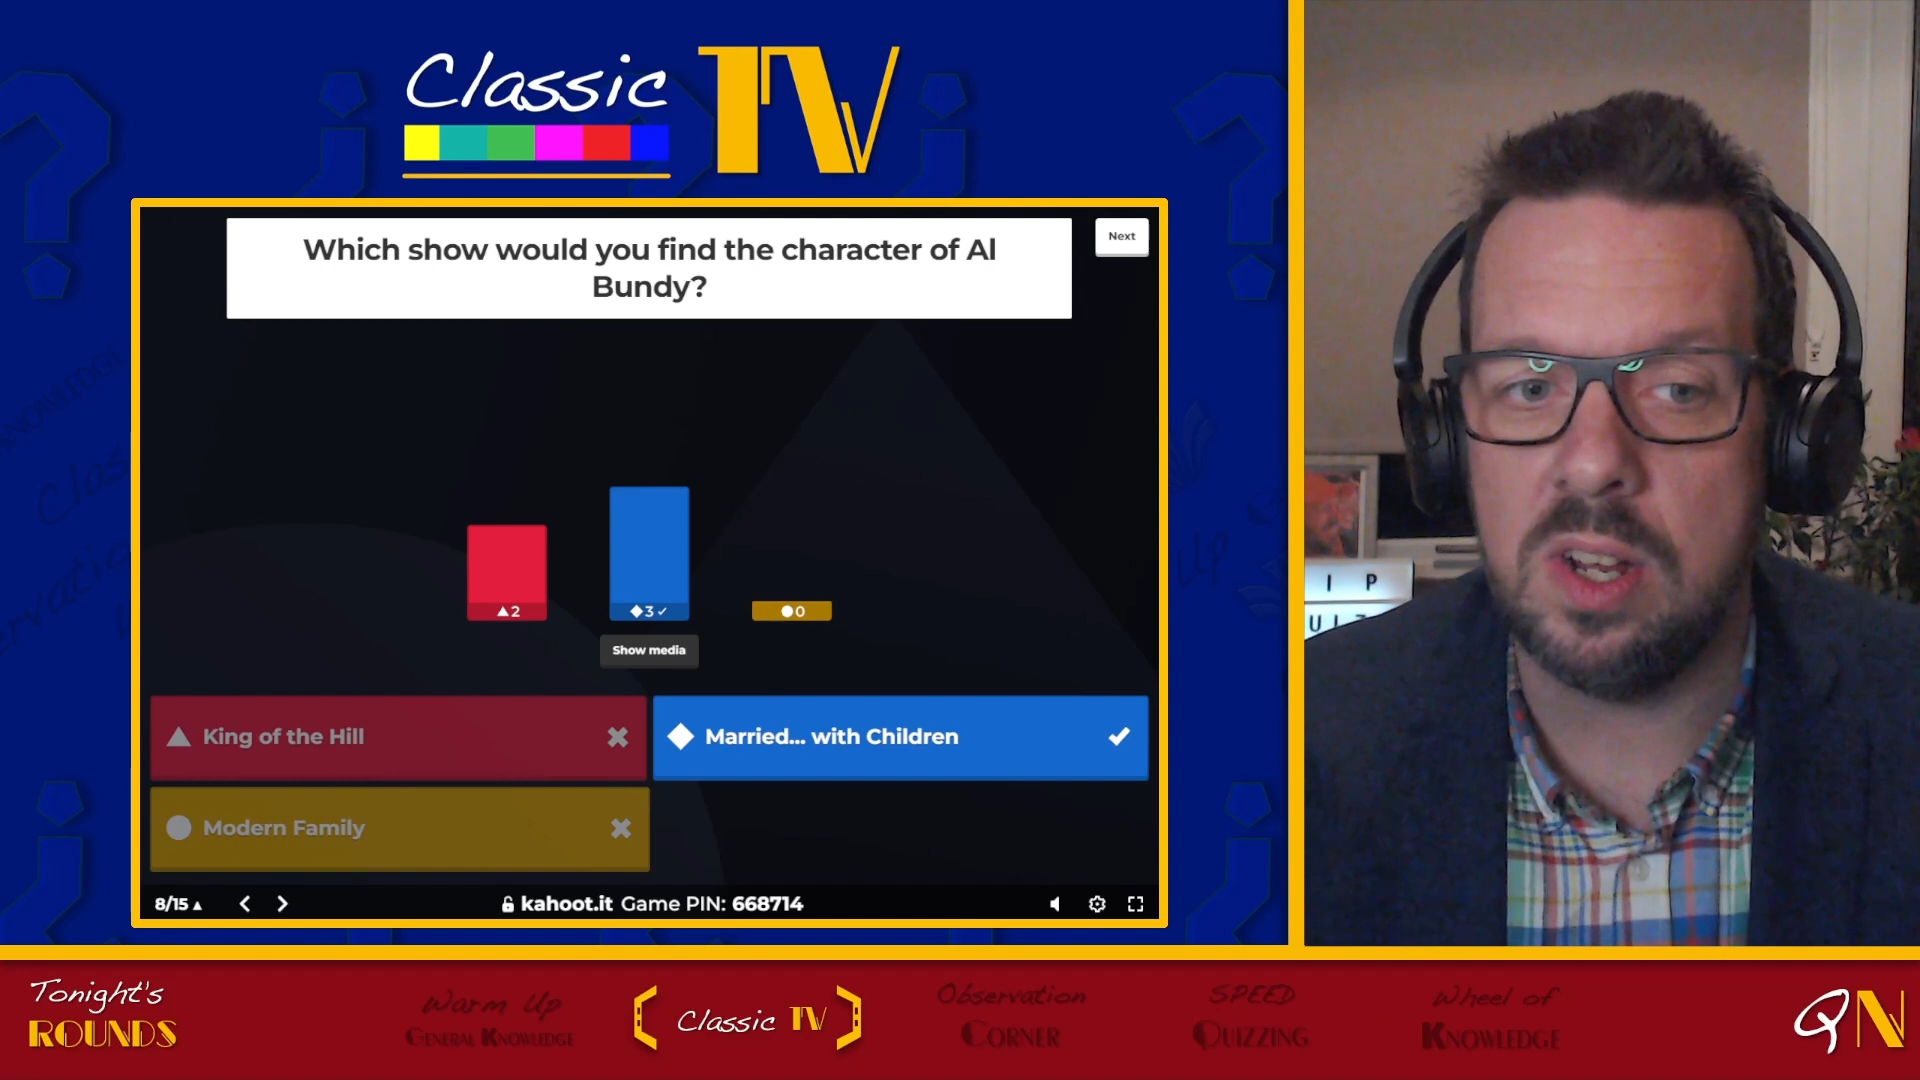 Classic TV
Which show would you find the character of Al
Bundy?
Next
2
3
0
Show media
King of the Hill
Married... with Children
Modern Family
8/15
kahoot.it Game PIN: 668714
I P
Tonight's
ROUNDS
Warm Up
GENERAL KNOWLEDGE
Classic TV
Observation
CORNER
SPEED
QUIZZING
Wheel of
KNOWLEDGE
QN